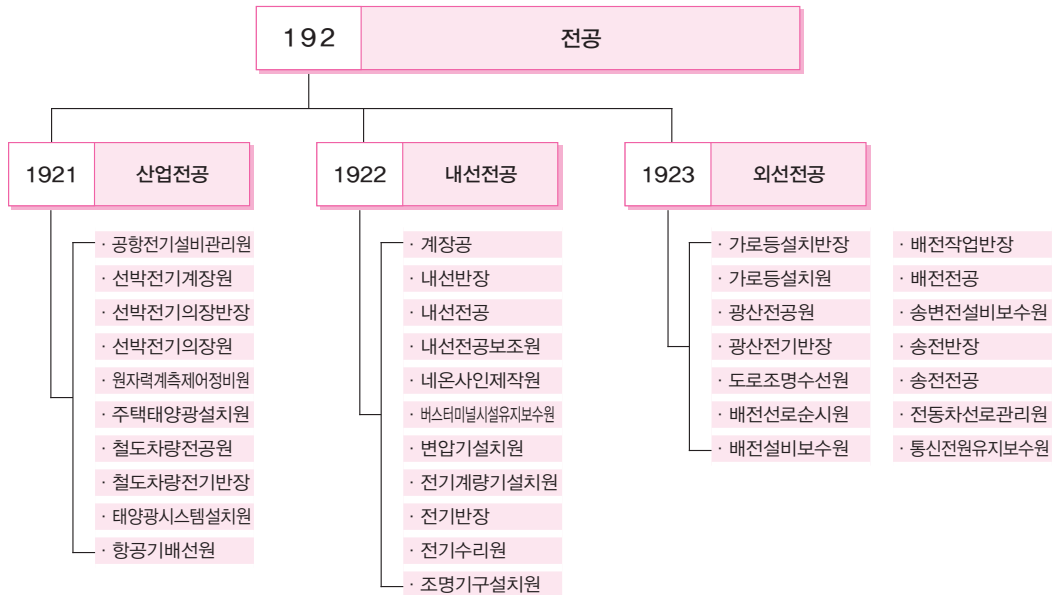 192 전공
1921 산업전공
· 공항전기설비관리원
· 선박전기계장원
· 선박전기의장반장
· 선박전기의장원
· 원자력계측제어정비원
· 주택태양광설치원
· 철도차량전공원
· 철도차량전기반장
· 태양광시스템설치원
· 항공기배선원
1922 내선전공
· 계장공
· 내선반장
· 내선전공
· 내선전공보조원
· 네온사인제작원
· 버스터미널시설유지보수원
· 변압기설치원
· 전기계량기설치원
· 전기반장
· 전기수리원
· 조명기구설치원
1923 외선전공
· 가로등설치반장
· 가로등설치원
· 광산전공원
· 광산전기반장
· 도로조명수선원
· 배전선로순시원
· 배전설비보수원
· 배전작업반장
· 배전전공
· 송변전설비보수원
· 송전반장
· 송전전공
· 전동차선로관리원
· 통신전원유지보수원